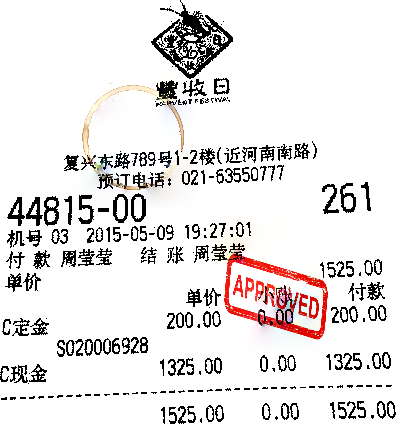 豐收日
HARVEST FESTIVAL
复兴东路789号1-2楼(近河南南路)
预订电话: 021-63550777
44815-00 261
机号 03 2015-05-09 19:27:01
付 款 周莹莹 结 账 周莹莹
单价 1525.00
APPROVED
单价 付款
C定金 200.00 0.00 200.00
S020006928
C现金 1325.00 0.00 1325.00
1525.00 0.00 1525.00